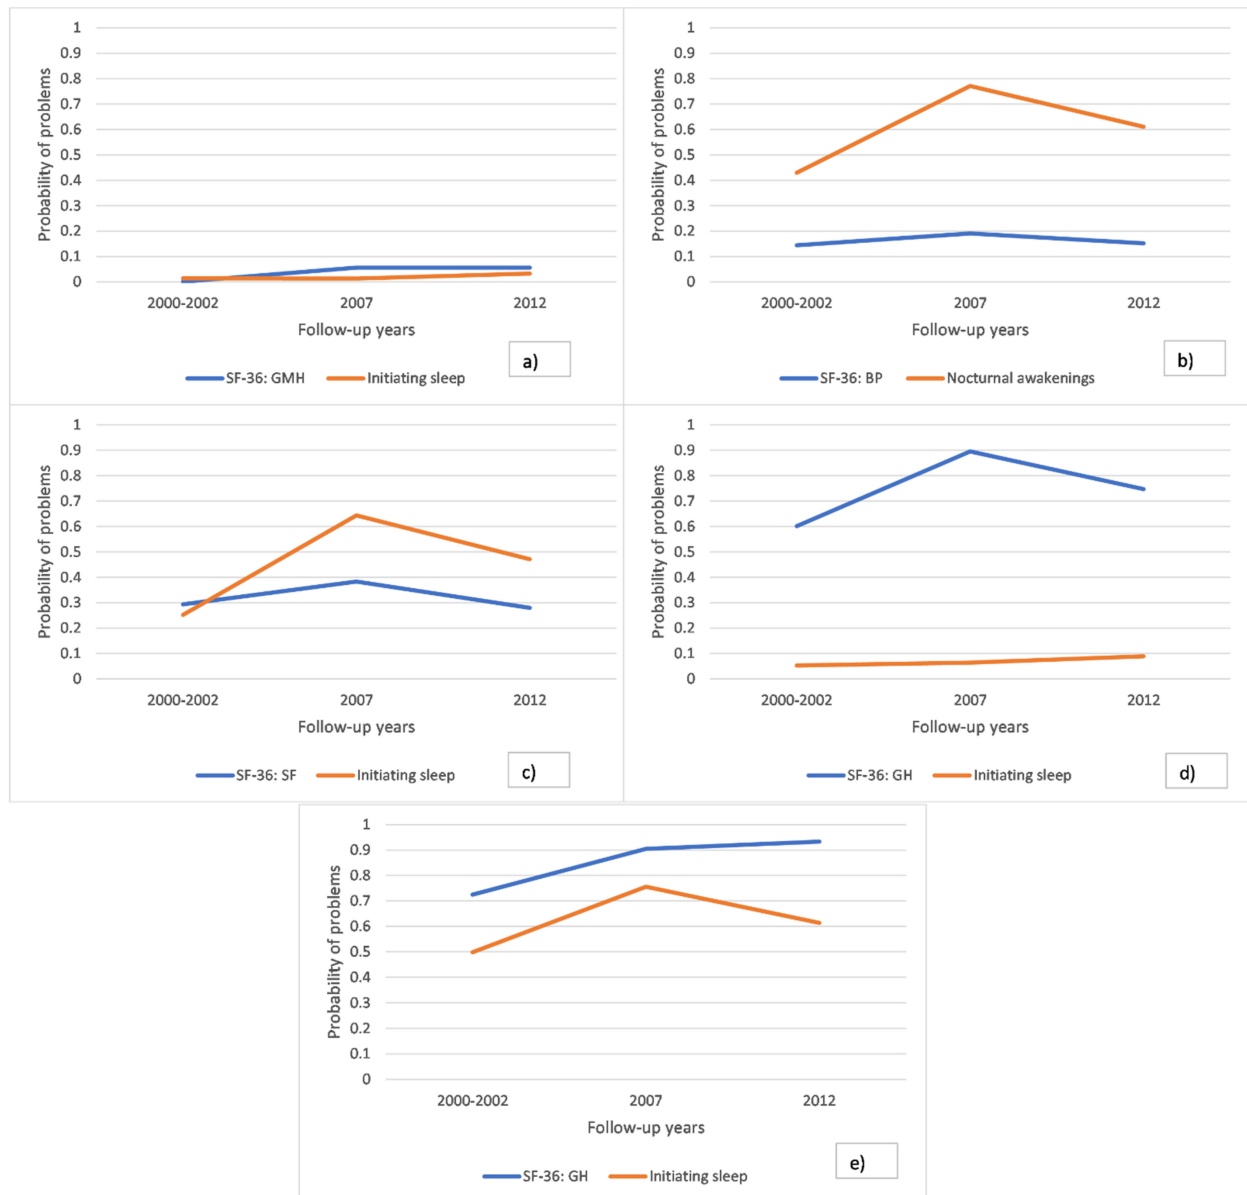 Probability of problems
1
0.9
0.8
0.7
0.6
0.5
0.4
0.3
0.2
0.1
0
2000-2002 2007 2012
Follow-up years
a)
SF-36: GMH Initiating sleep
Probability of problems
1
0.9
0.8
0.7
0.6
0.5
0.4
0.3
0.2
0.1
0
2000-2002 2007 2012
Follow-up years
b)
SF-36: BP Nocturnal awakenings
Probability of problems
1
0.9
0.8
0.7
0.6
0.5
0.4
0.3
0.2
0.1
0
2000-2002 2007 2012
Follow-up years
c)
SF-36: SF Initiating sleep
Probability of problems
1
0.9
0.8
0.7
0.6
0.5
0.4
0.3
0.2
0.1
0
2000-2002 2007 2012
Follow-up years
d)
SF-36: GH Initiating sleep
Probability of problems
1
0.9
0.8
0.7
0.6
0.5
0.4
0.3
0.2
0.1
0
2000-2002 2007 2012
Follow-up years
e)
SF-36: GH Initiating sleep